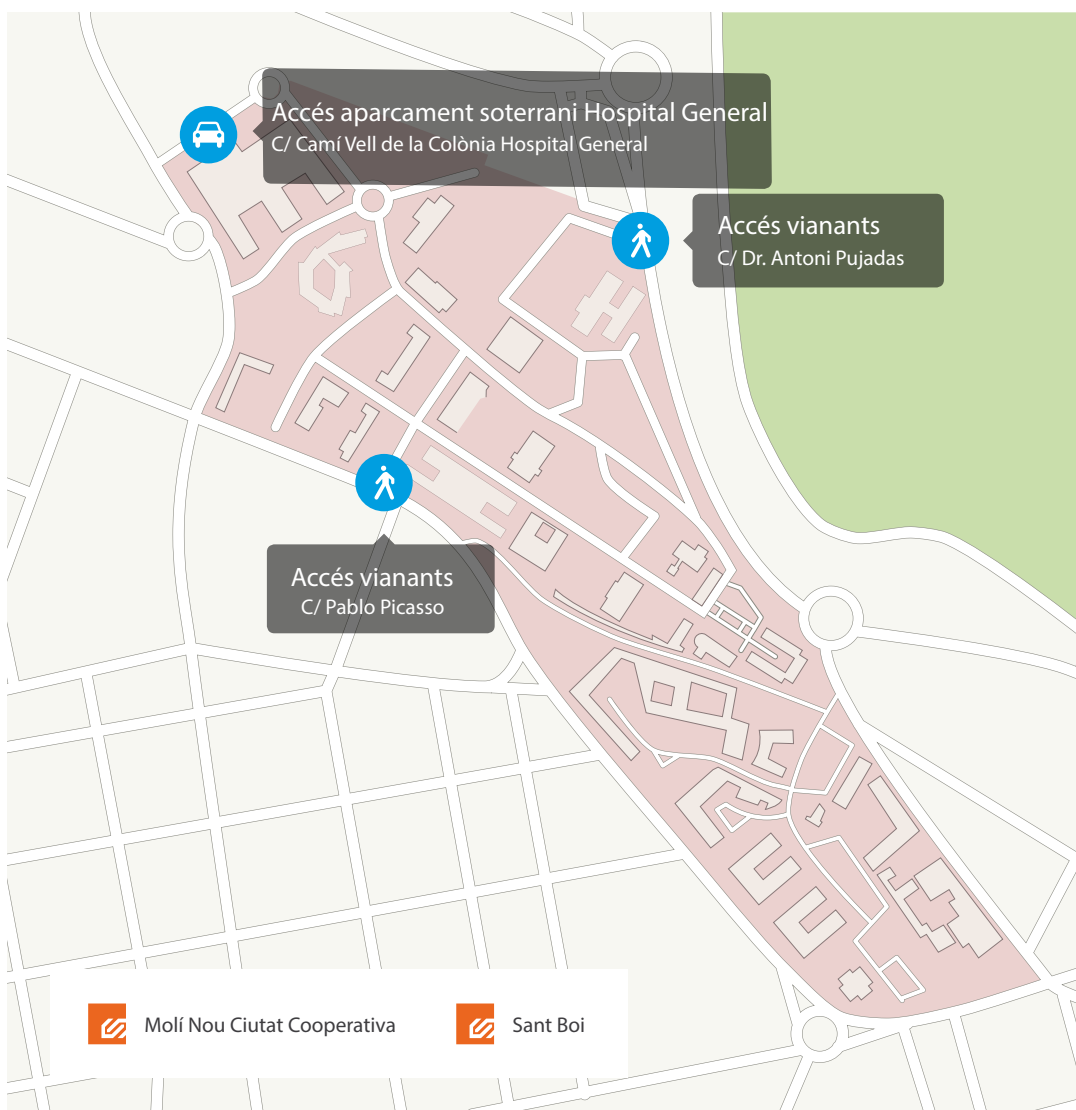 Accés aparcament soterrani Hospital General
C/ Camí Vell de la Colònia Hospital General
Accés vianants
C/ Dr. Antoni Pujadas
Accés vianants
C/ Pablo Picasso
Molí Nou Ciutat Cooperativa
Sant Boi